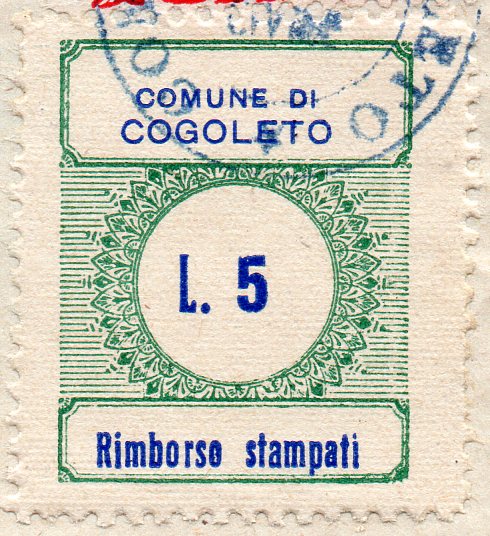 COMUNE DI
COGOLETO
L. 5
Rimborso stampati